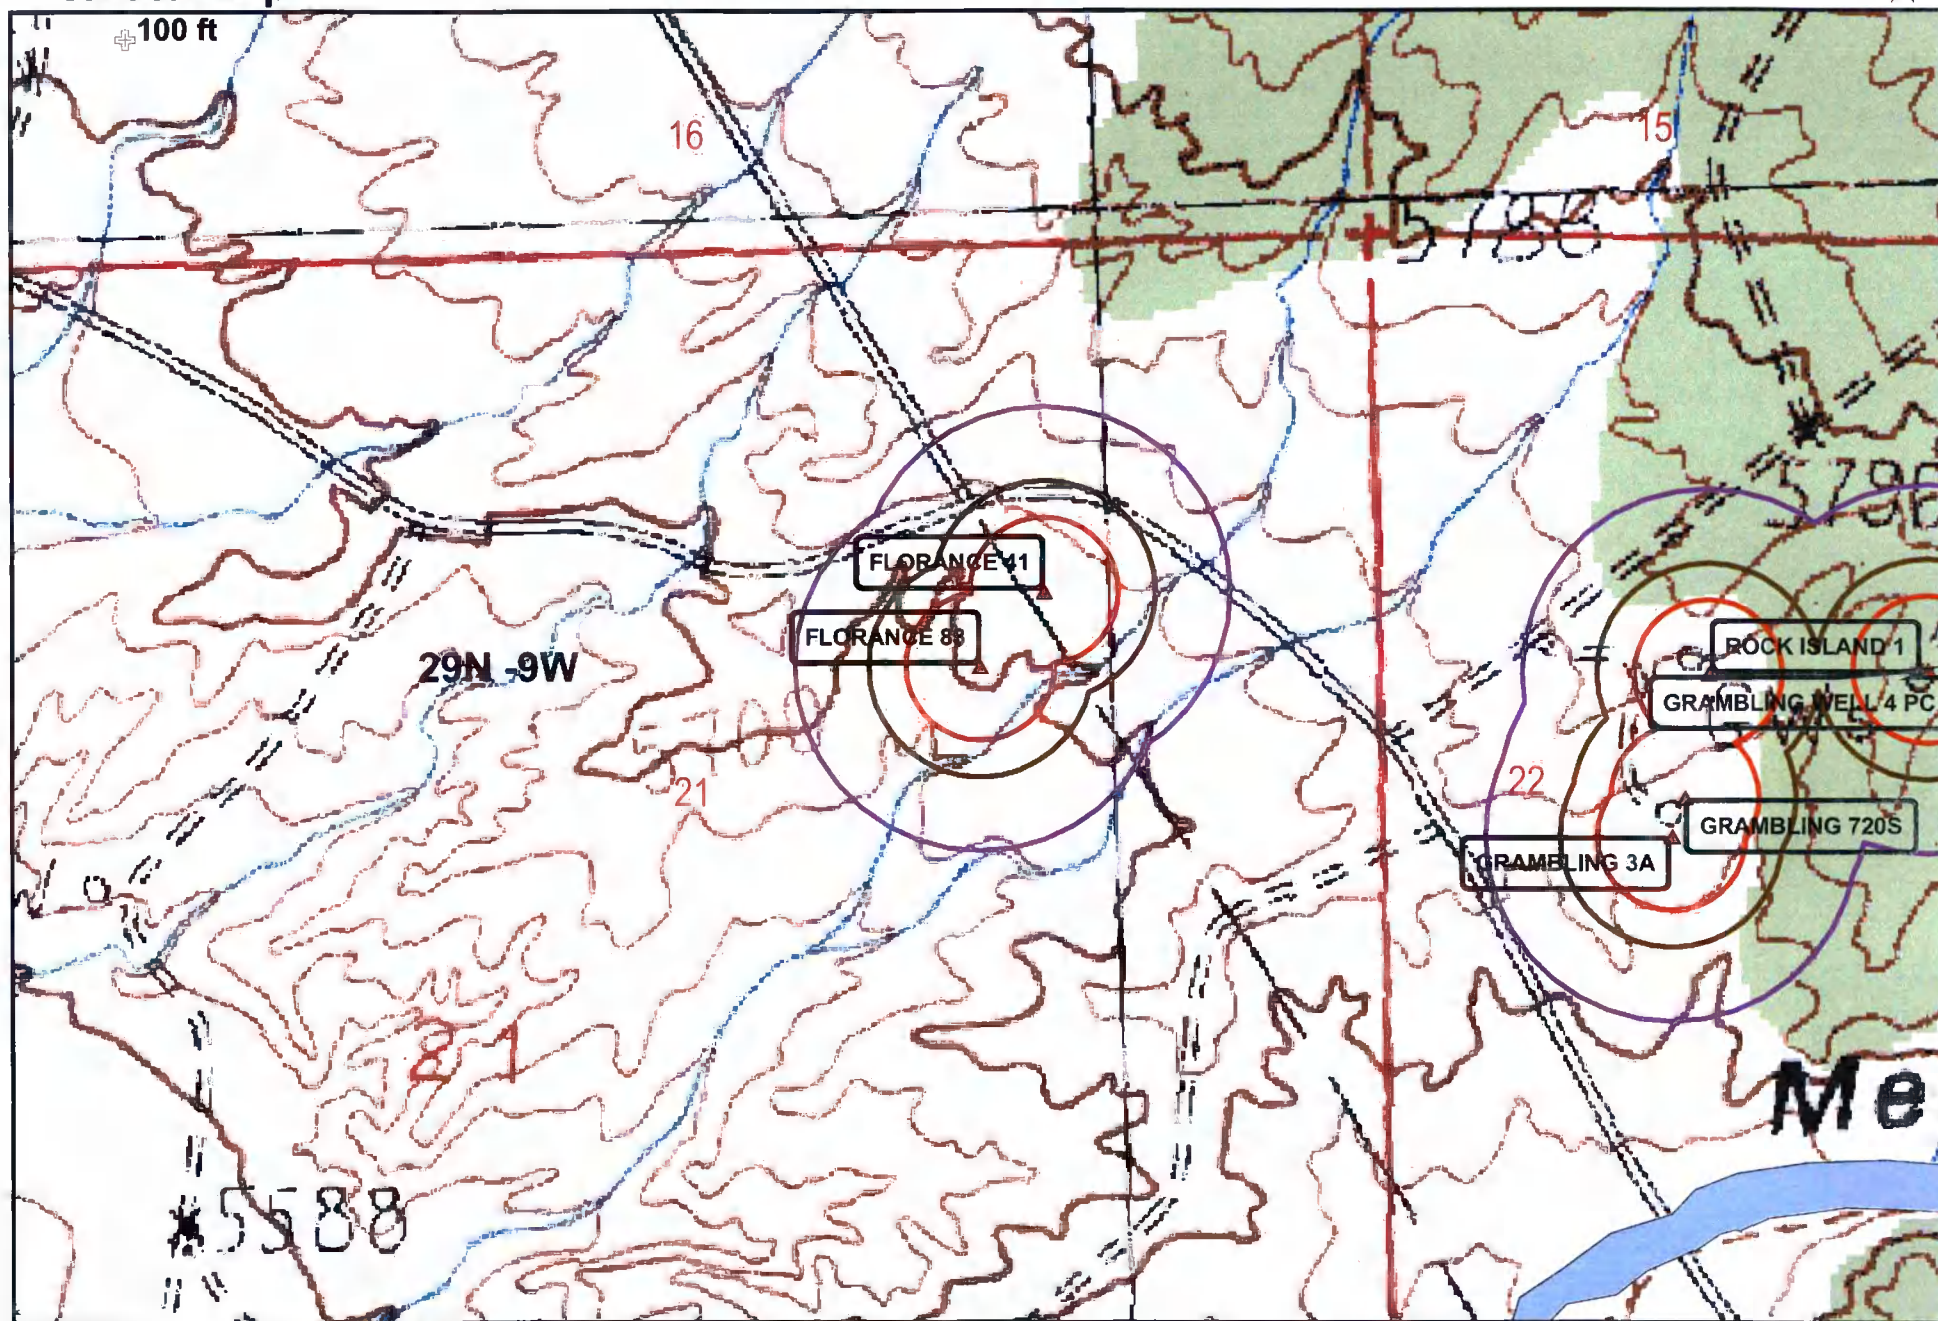 100 ft
16
15
5788
FLORANCE 41
FLORANCE 88
29N -9W
ROCK ISLAND 1
GRAMBLING WELL 4 PC
21
22
GRAMBLING 720S
GRAMBLING 3A
21
Me
5588